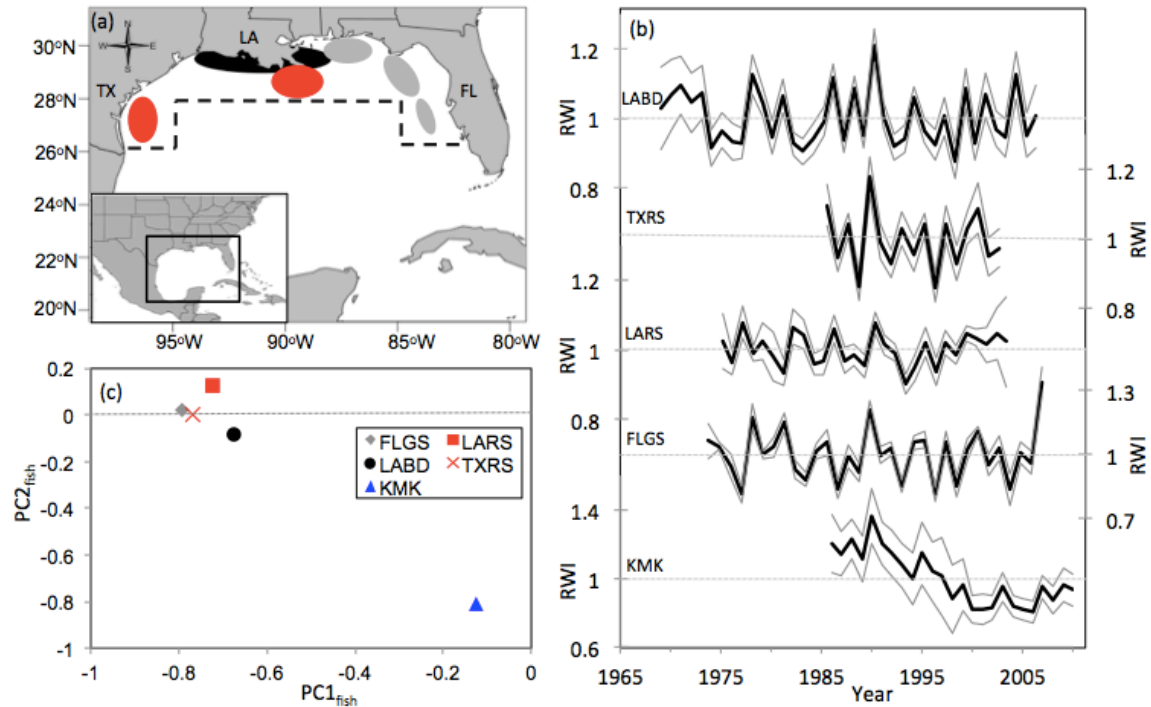 (a)
N
W
E
S
LA
TX
FL
30°N
28°N
26°N
24°N
22°N
20°N
95°W
90°W
85°W
80°W
(b)
1.2
1
0.8
RWI
LABD
1.2
1
0.8
RWI
TXRS
1.2
1
0.8
RWI
LARS
1.3
1
0.7
RWI
FLGS
1.4
1
0.6
RWI
KMK
1965
1975
1985
1995
2005
Year
(c)
0.2
0
-0.2
-0.4
-0.6
-0.8
-1
PC2fish
FLGS
LARS
LABD
TXRS
KMK
-1
-0.8
-0.6
-0.4
-0.2
0
PC1fish